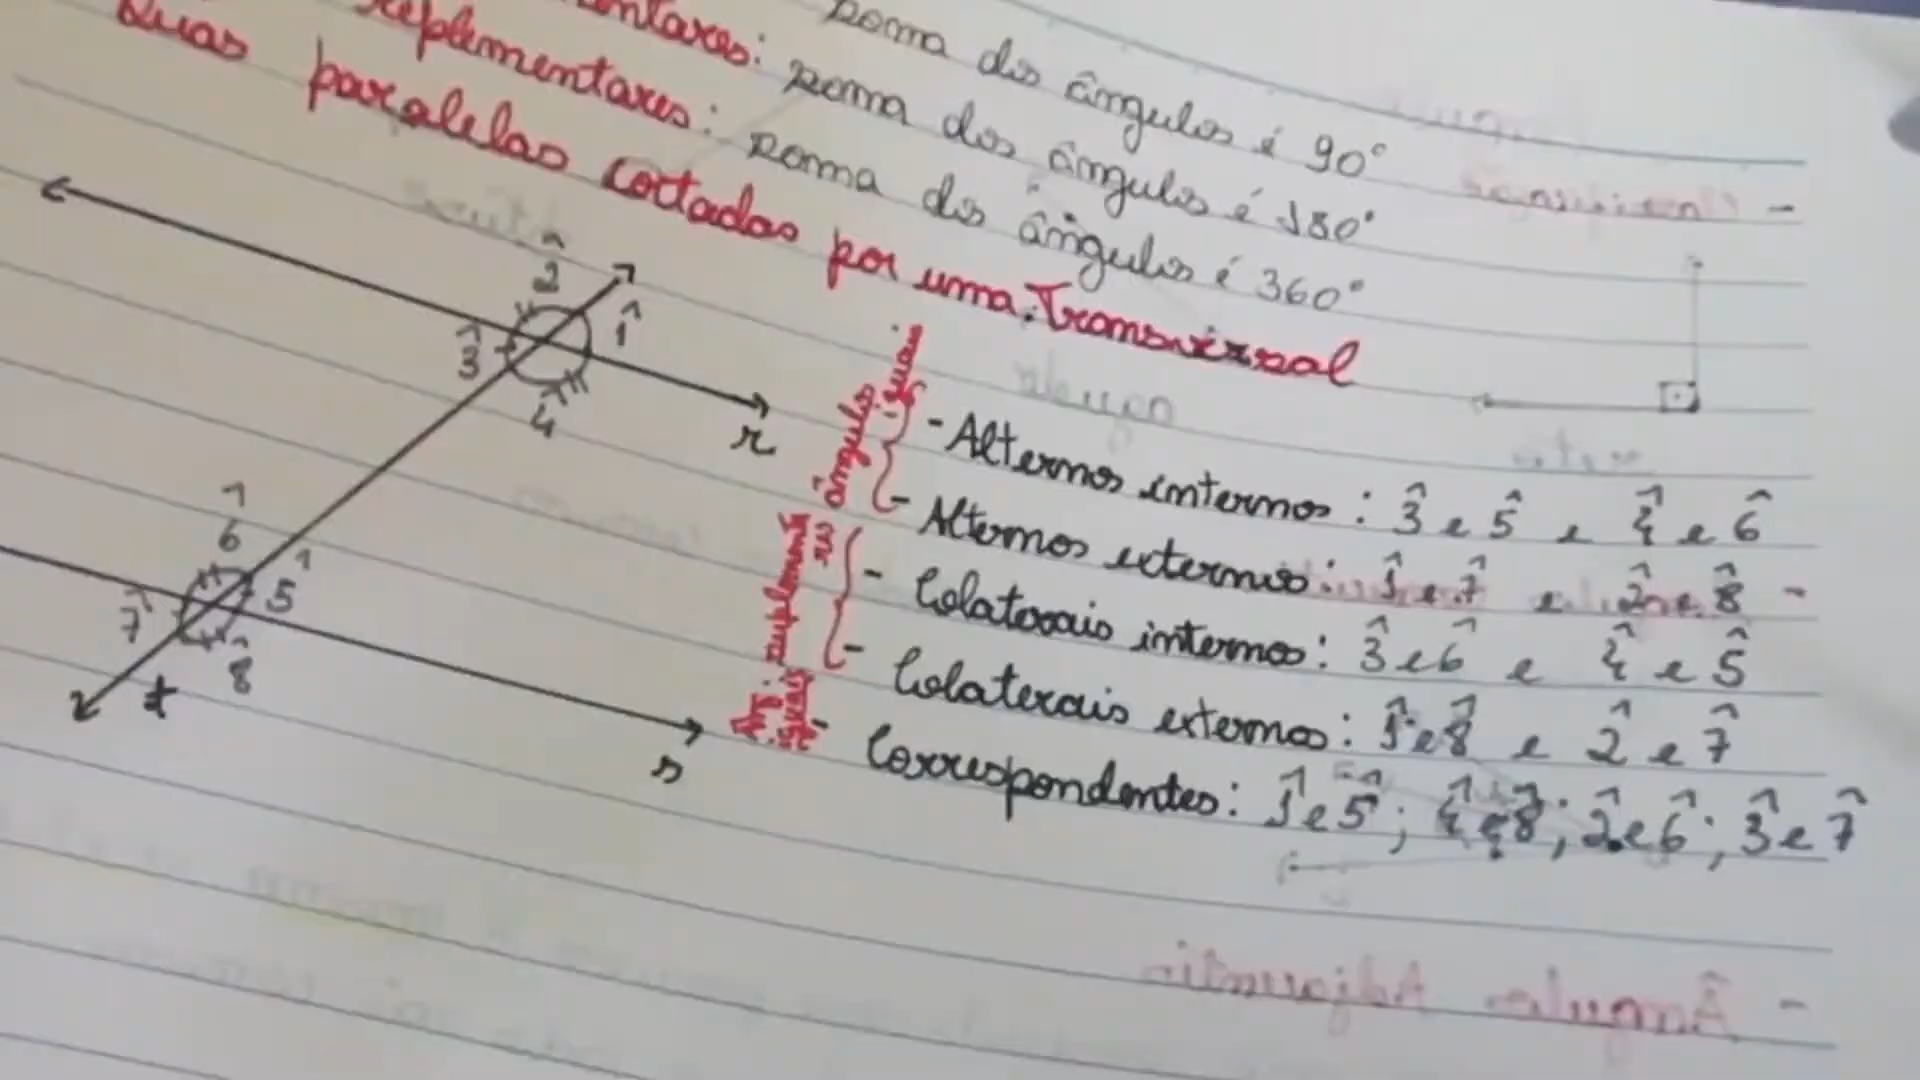 soma dos ângulos é 90°
mentares: soma dos ângulos é 180°
replementares: soma dos ângulos é 360°
Duas paralelas cortadas por uma Transversal
2̂
1̂
3̂
4̂
r
6̂
5̂
7̂
8̂
t
s
ângulos iguais
- Alternos internos: 3̂ e 5̂ e 4̂ e 6̂
- Alternos externos: 1̂ e 7̂ e 2̂ e 8̂
- Colaterais internos: 3̂ e 6̂ e 4̂ e 5̂
- Colaterais externos: 1̂ e 8̂ e 2̂ e 7̂
iguais
- Correspondentes: 1̂ e 5̂; 4̂ e 8̂; 2̂ e 6̂; 3̂ e 7̂